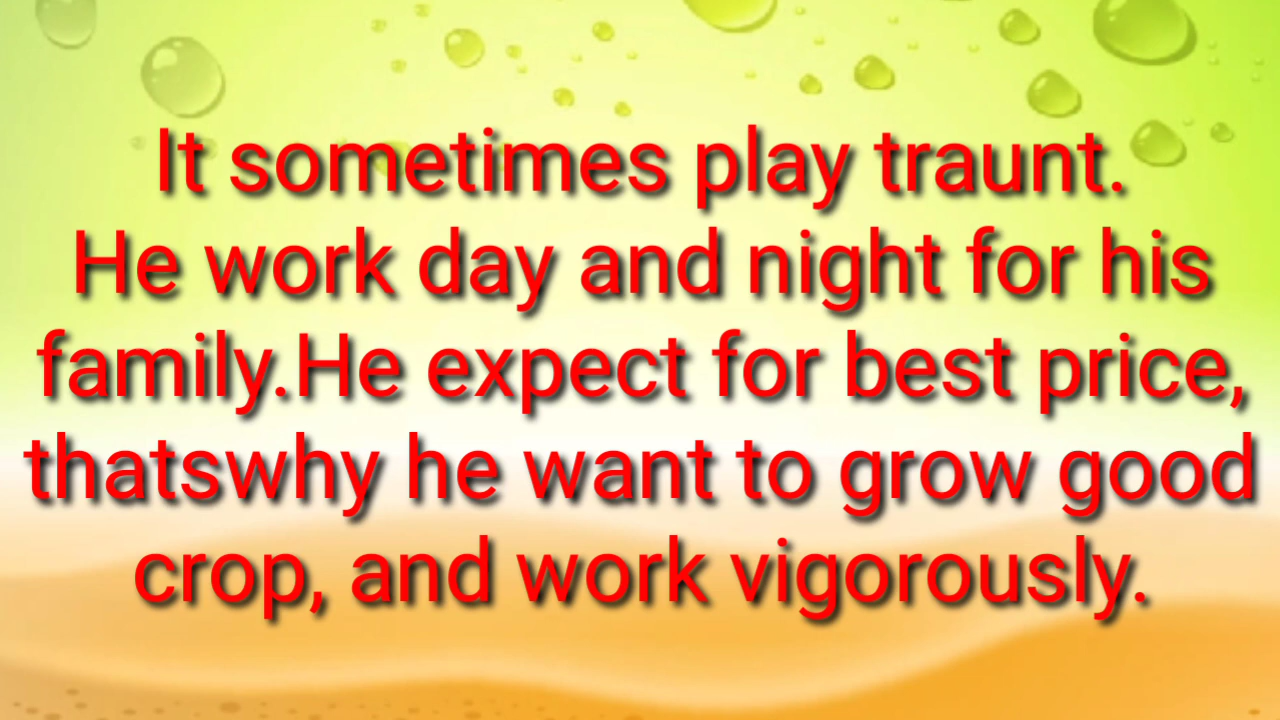 It sometimes play traunt.
He work day and night for his
family.He expect for best price,
thatswhy he want to grow good
crop, and work vigorously.